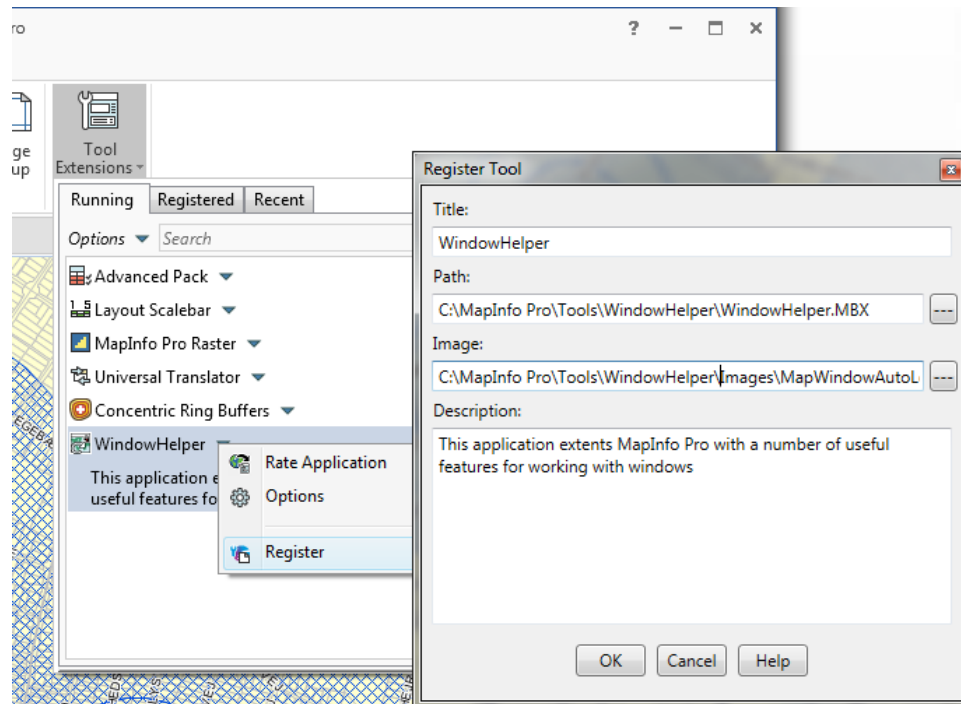 ro
?
ge
up
Tool
Extensions
Running Registered Recent
Options Search
Advanced Pack
Layout Scalebar
MapInfo Pro Raster
Universal Translator
Concentric Ring Buffers
WindowHelper
This application e
useful features fo
Rate Application
Options
Register
Register Tool
Title:
WindowHelper
Path:
C:\MapInfo Pro\Tools\WindowHelper\WindowHelper.MBX
---
Image:
C:\MapInfo Pro\Tools\WindowHelper\Images\MapWindowAutoL
---
Description:
This application extents MapInfo Pro with a number of useful
features for working with windows
OK Cancel Help